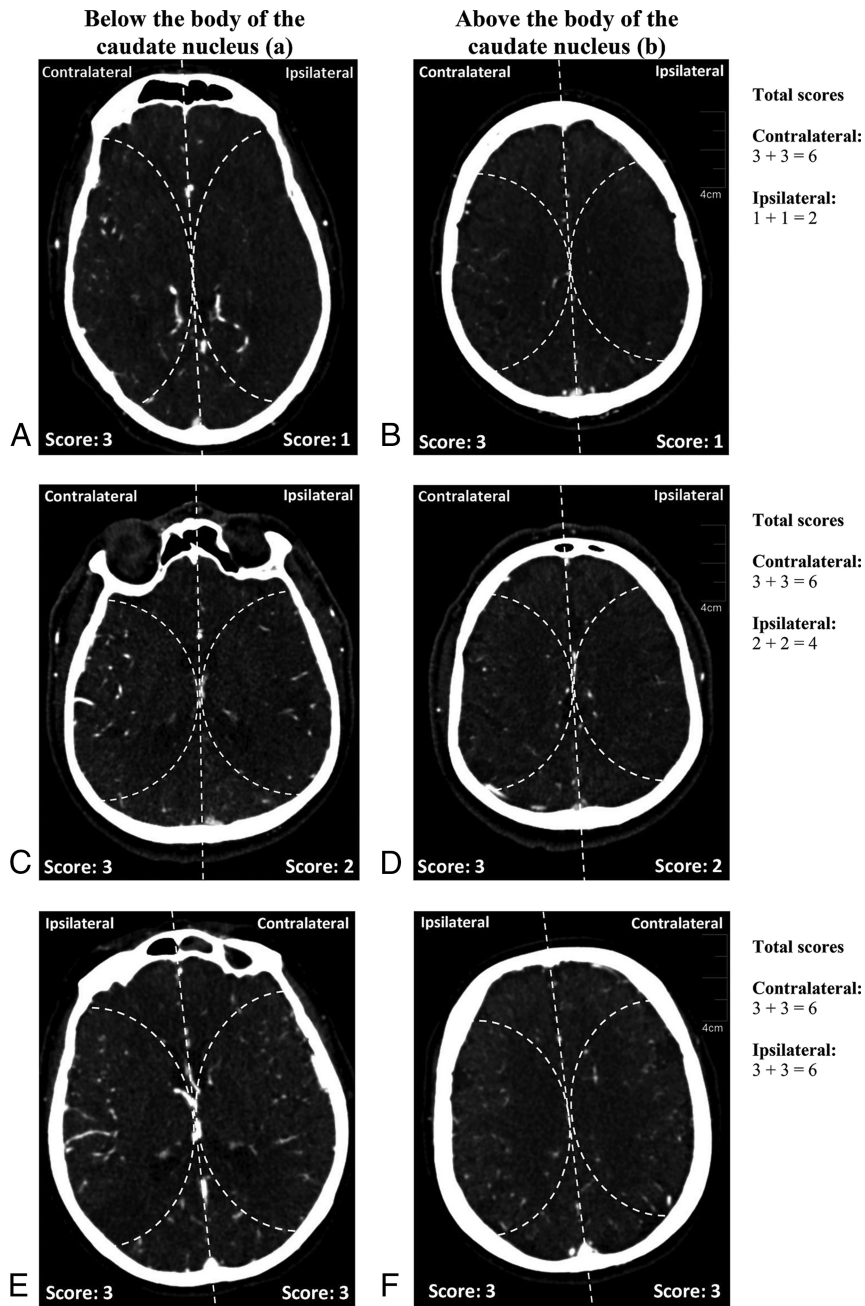 Below the body of the
caudate nucleus (a)
Above the body of the
caudate nucleus (b)
Contralateral
Ipsilateral
Contralateral
Ipsilateral
4cm
Total scores
Contralateral:
3 + 3 = 6
Ipsilateral:
1 + 1 = 2
A
Score: 3
Score: 1
B
Score: 3
Score: 1
Contralateral
Ipsilateral
Contralateral
Ipsilateral
4cm
Total scores
Contralateral:
3 + 3 = 6
Ipsilateral:
2 + 2 = 4
C
Score: 3
Score: 2
D
Score: 3
Score: 2
Ipsilateral
Contralateral
Ipsilateral
Contralateral
4cm
Total scores
Contralateral:
3 + 3 = 6
Ipsilateral:
3 + 3 = 6
E
Score: 3
Score: 3
F
Score: 3
Score: 3